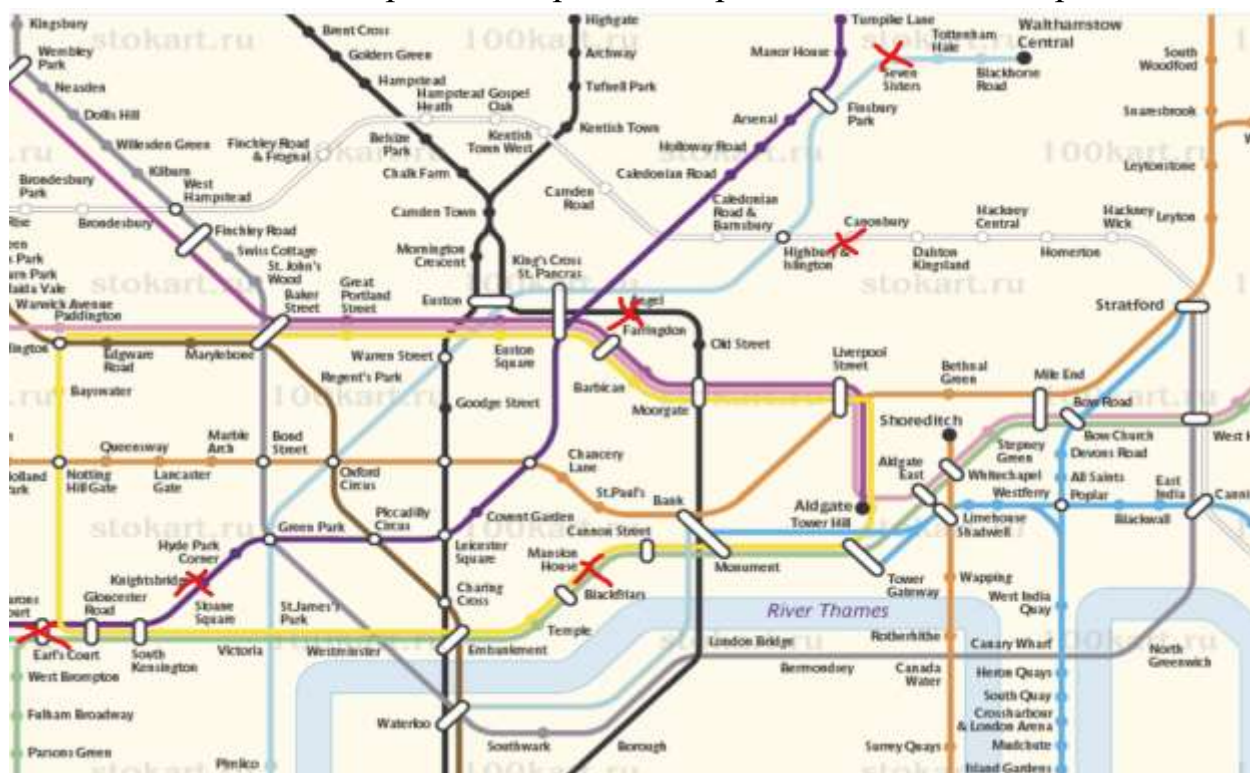 Kingsbury
Wembley
Park
Neasden
Dollis Hill
Willesden Green
Kilburn
West
Hampstead
Finchley Road
Swiss Cottage
St. John's
Wood
Baker
Street
Brent Cross
Golders Green
Hampstead
Hampstead
Heath
Gospel
Oak
Belsize
Park
Chalk Farm
Camden Town
Mornington
Crescent
Euston
Highgate
Archway
Tufnell Park
Kentish Town
Kentish
Town West
Finchley Road
& Frognal
Brondesbury
Park
Brondesbury
Camden
Road
Caledonian
Road &
Barnsbury
Turnpike Lane
Manor House
Arsenal
Holloway Road
Caledonian Road
Finsbury
Park
Seven
Sisters
Tottenham
Hale
Blackhorse
Road
Walthamstow
Central
South
Woodford
Snaresbrook
Leytonstone
Leyton
Highbury &
Islington
Canonbury
Dalston
Kingsland
Hackney
Central
Homerton
Hackney
Wick
Stratford
Warwick Avenue
Paddington
Edgware
Road
Marylebone
Great
Portland
Street
King's Cross
St. Pancras
Angel
Farringdon
Old Street
Warren Street
Euston
Square
Regent's Park
Barbican
Moorgate
Liverpool
Street
Bethnal
Green
Mile End
Bow Road
Bow Church
Devons Road
All Saints
Shoreditch
Stepney
Green
Whitechapel
Aldgate
East
Aldgate
Tower Hill
Bayswater
Queensway
Marble
Arch
Bond
Street
Goodge Street
Notting
Hill Gate
Lancaster
Gate
Oxford
Circus
Chancery
Lane
St.Paul's
Bank
Cannon Street
Westferry
Poplar
East
India
Blackwall
Limehouse
Shadwell
Green Park
Piccadilly
Circus
Covent Garden
Leicester
Square
Hyde Park
Corner
Knightsbridge
Sloane
Square
Gloucester
Road
Earl's Court
South
Kensington
Victoria
St.James's
Park
Westminster
Charing
Cross
Embankment
Temple
Mansion
House
Blackfriars
Monument
Tower
Gateway
Wapping
Rotherhithe
Canada
Water
Surrey Quays
River Thames
London Bridge
Bermondsey
West India
Quay
Canary Wharf
Heron Quays
South Quay
Crossharbour
& London Arena
Mudchute
Island Gardens
North
Greenwich
West Brompton
Fulham Broadway
Parsons Green
Pimlico
Waterloo
Southwark
Borough
stokart.ru
100kart.ru